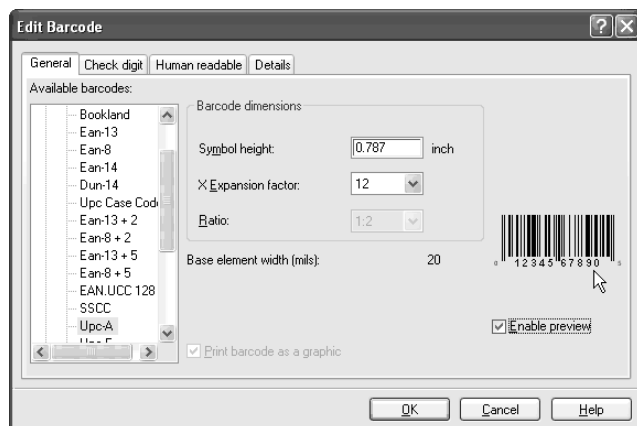 Edit Barcode
General Check digit Human readable Details
Available barcodes:
Bookland
Ean-13
Ean-8
Ean-14
Dun-14
Upc Case Code
Ean-13 + 2
Ean-8 + 2
Ean-13 + 5
Ean-8 + 5
EAN.UCC 128
SSCC
Upc-A
Barcode dimensions
Symbol height: 0.787 inch
X Expansion factor: 12
Ratio: 1:2
Base element width (mils): 20
0 12345 67890 5
Enable preview
Print barcode as a graphic
OK Cancel Help